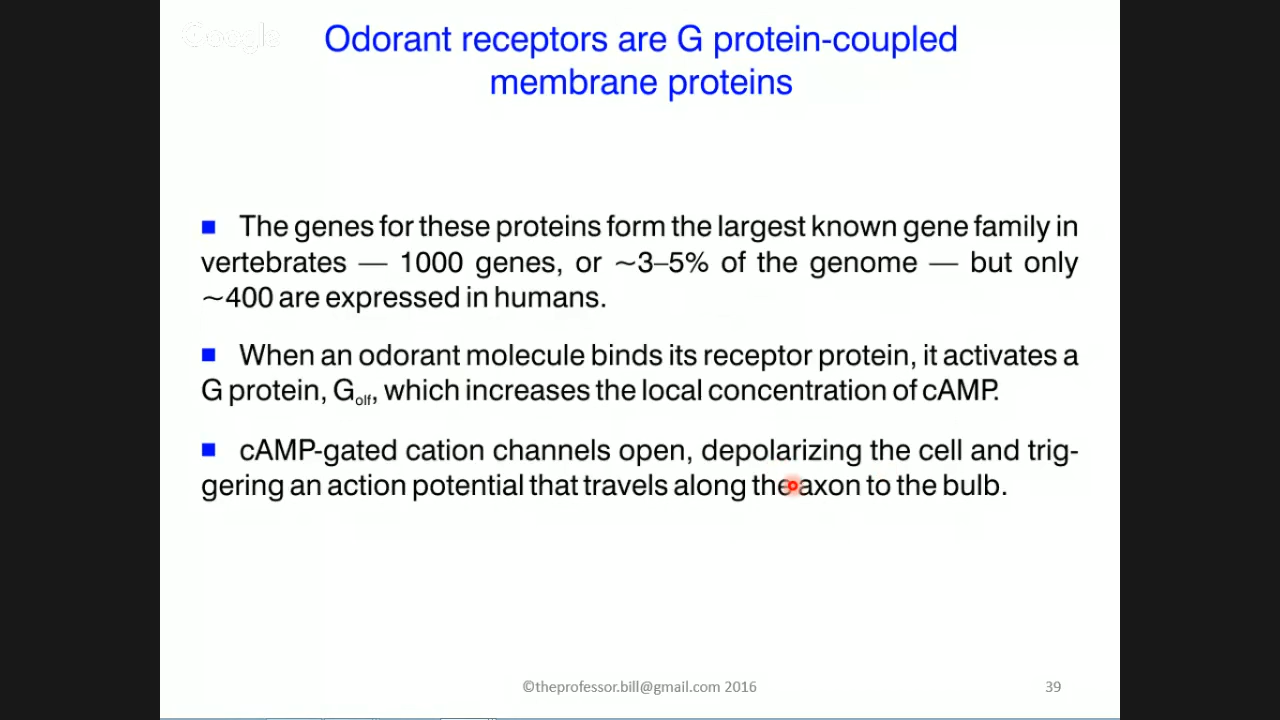 Google
Odorant receptors are G protein-coupled
membrane proteins
■ The genes for these proteins form the largest known gene family in
vertebrates — 1000 genes, or ~3–5% of the genome — but only
~400 are expressed in humans.
■ When an odorant molecule binds its receptor protein, it activates a
G protein, Golf, which increases the local concentration of cAMP.
■ cAMP-gated cation channels open, depolarizing the cell and trig-
gering an action potential that travels along the axon to the bulb.
©theprofessor.bill@gmail.com 2016
39